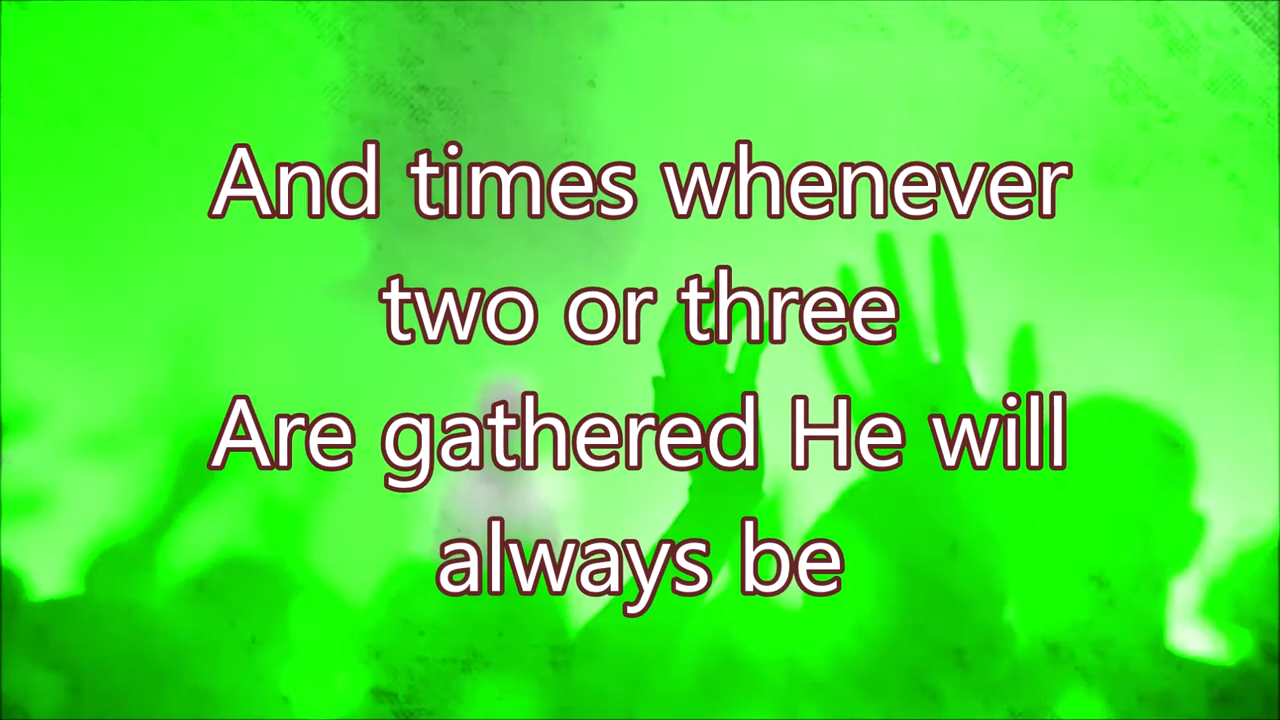 And times whenever
two or three
Are gathered He will
always be